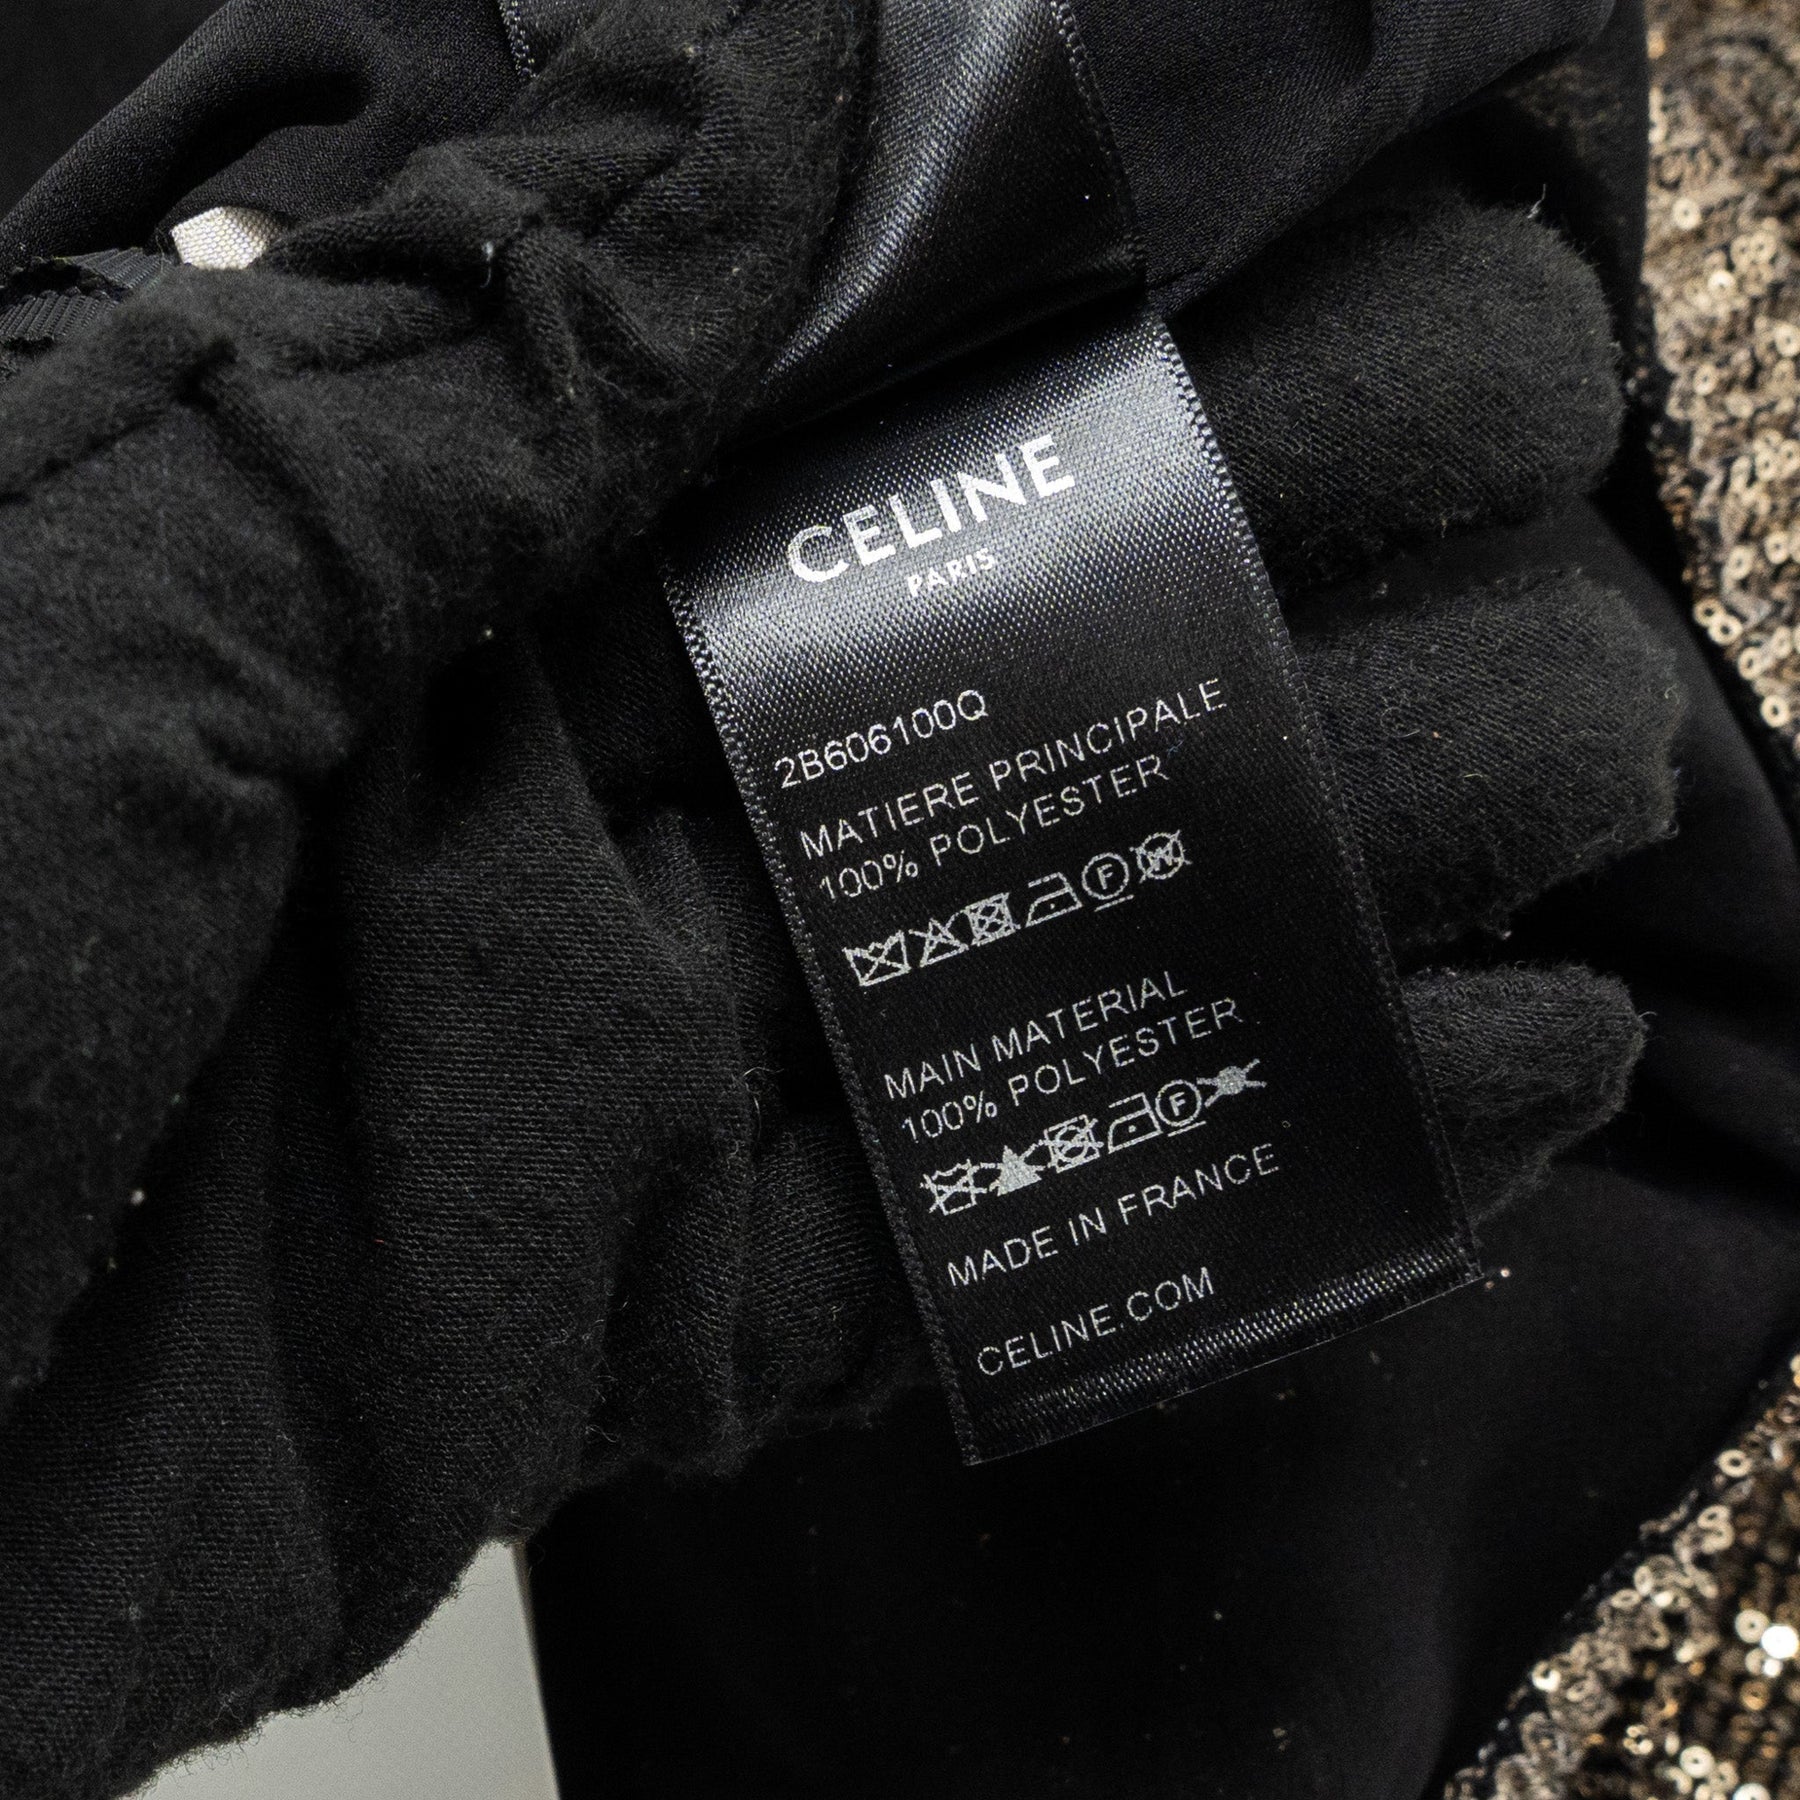 CELINE
PARIS
2B606100Q
MATIERE PRINCIPALE
100% POLYESTER
F W
MAIN MATERIAL
100% POLYESTER
F
MADE IN FRANCE
CELINE.COM